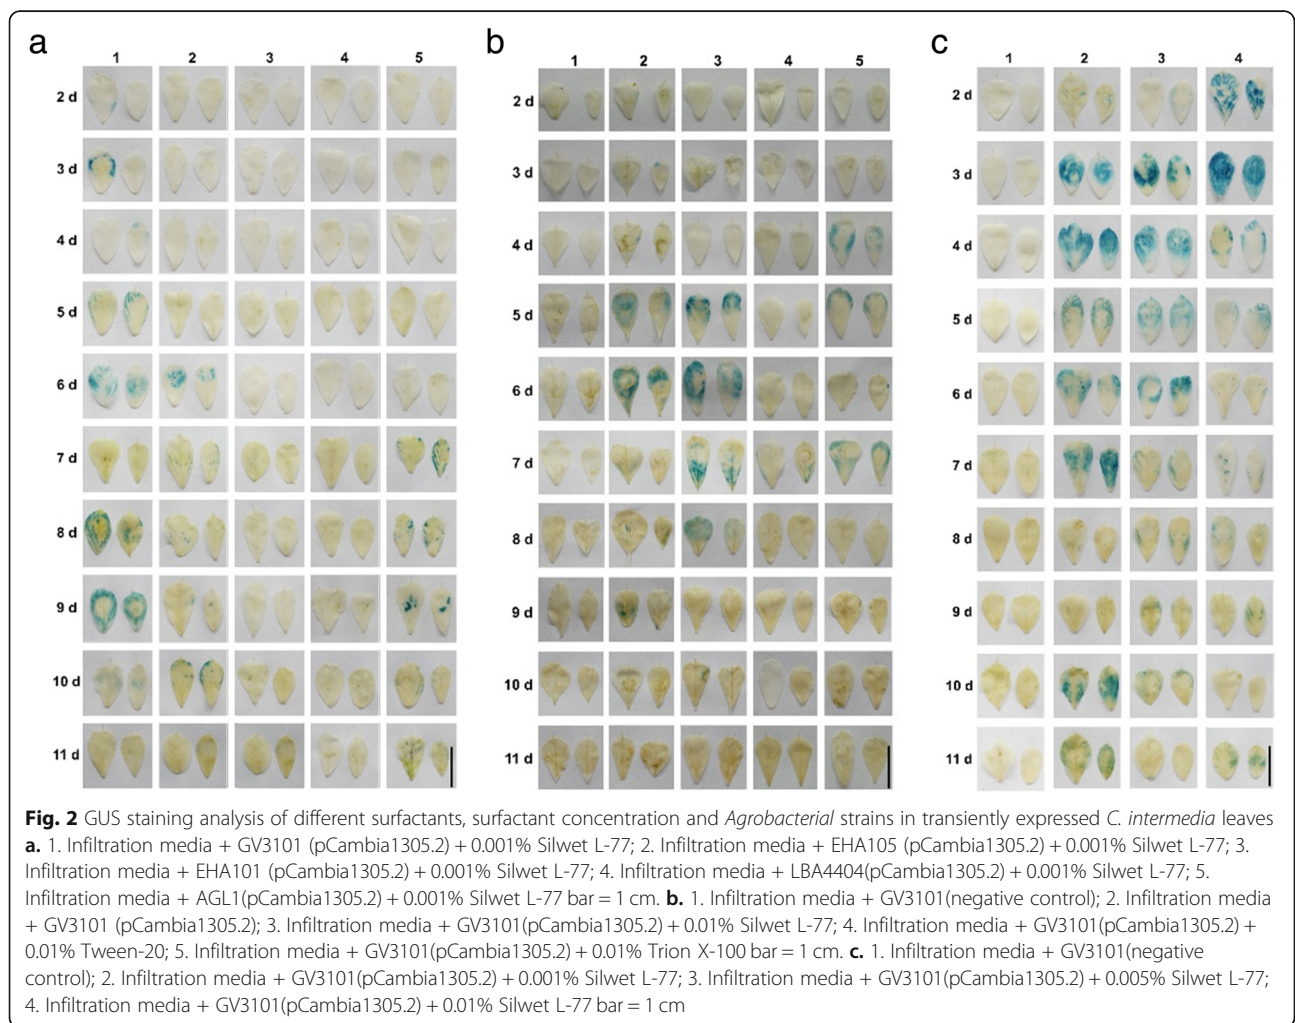 a
b
c
1 2 3 4 5
1 2 3 4 5
1 2 3 4
2 d
3 d
4 d
5 d
6 d
7 d
8 d
9 d
10 d
11 d
2 d
3 d
4 d
5 d
6 d
7 d
8 d
9 d
10 d
11 d
2 d
3 d
4 d
5 d
6 d
7 d
8 d
9 d
10 d
11 d
Fig. 2 GUS staining analysis of different surfactants, surfactant concentration and Agrobacterial strains in transiently expressed C. intermedia leaves
a. 1. Infiltration media + GV3101 (pCambia1305.2) + 0.001% Silwet L-77; 2. Infiltration media + EHA105 (pCambia1305.2) + 0.001% Silwet L-77; 3.
Infiltration media + EHA101 (pCambia1305.2) + 0.001% Silwet L-77; 4. Infiltration media + LBA4404(pCambia1305.2) + 0.001% Silwet L-77; 5.
Infiltration media + AGL1(pCambia1305.2) + 0.001% Silwet L-77 bar = 1 cm. b. 1. Infiltration media + GV3101(negative control); 2. Infiltration media
+ GV3101 (pCambia1305.2); 3. Infiltration media + GV3101(pCambia1305.2) + 0.01% Silwet L-77; 4. Infiltration media + GV3101(pCambia1305.2) +
0.01% Tween-20; 5. Infiltration media + GV3101(pCambia1305.2) + 0.01% Trion X-100 bar = 1 cm. c. 1. Infiltration media + GV3101(negative
control); 2. Infiltration media + GV3101(pCambia1305.2) + 0.001% Silwet L-77; 3. Infiltration media + GV3101(pCambia1305.2) + 0.005% Silwet L-77;
4. Infiltration media + GV3101(pCambia1305.2) + 0.01% Silwet L-77 bar = 1 cm